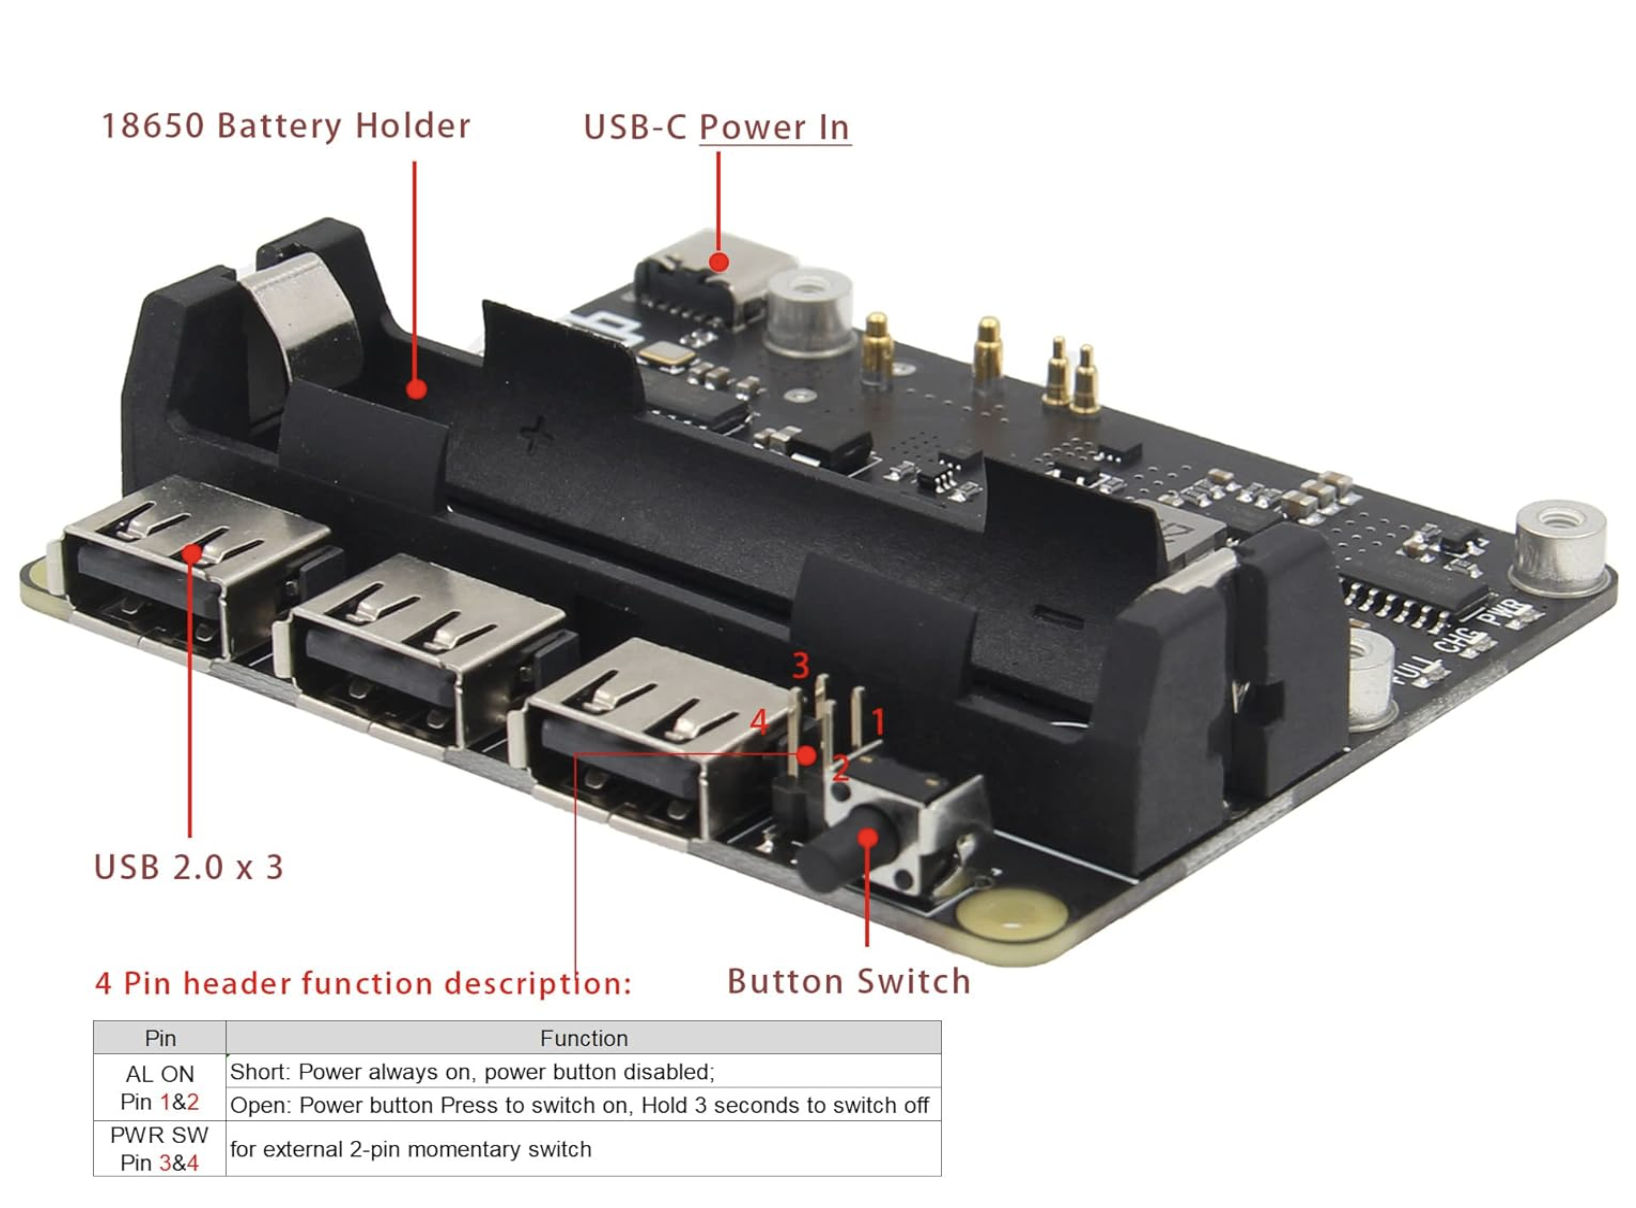 18650 Battery Holder
USB-C Power In
FULL CHG PWR
3
4
1
2
USB 2.0 x 3
4 Pin header function description:
Button Switch
Pin Function
AL ON
Pin 1&2
Short: Power always on, power button disabled;
Open: Power button Press to switch on, Hold 3 seconds to switch off
PWR SW
Pin 3&4
for external 2-pin momentary switch